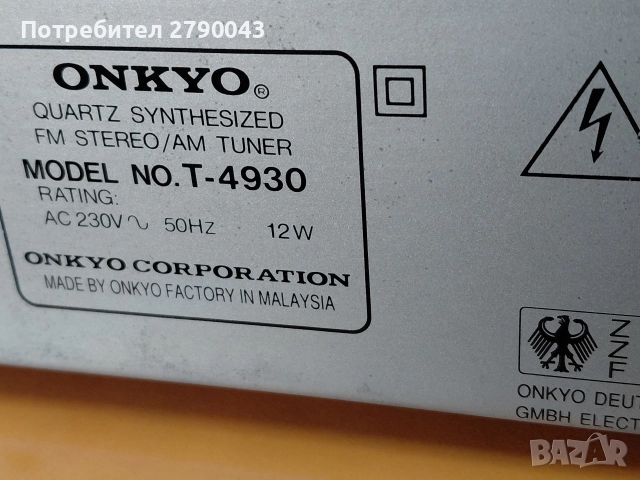 Потребител 2790043
ONKYO®
QUARTZ SYNTHESIZED
FM STEREO/AM TUNER
MODEL NO.T-4930
RATING:
AC 230V ∿ 50HZ 12W
ONKYO CORPORATION
MADE BY ONKYO FACTORY IN MALAYSIA
Z
Z
F
ONKYO DEUT
GMBH ELECT
BAZAR